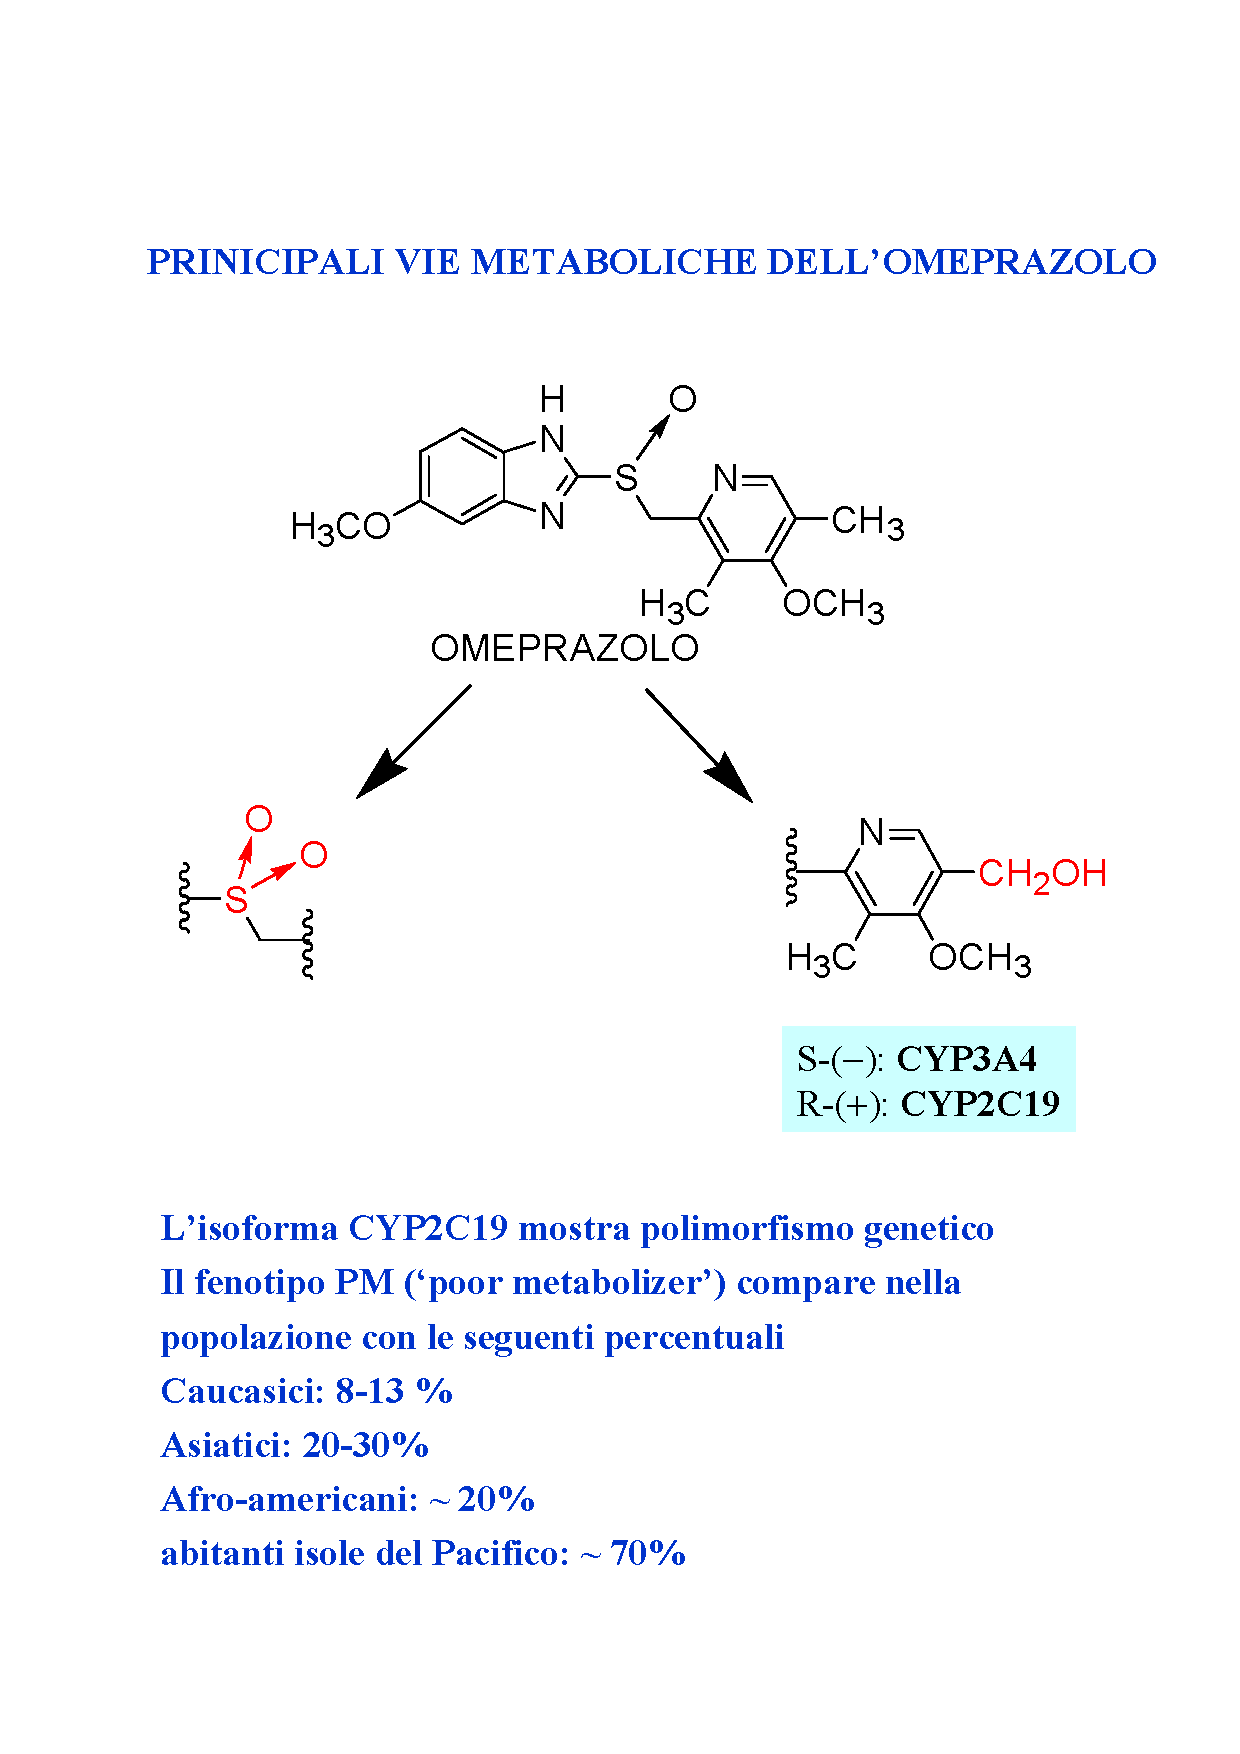 PRINICIPALI VIE METABOLICHE DELL’OMEPRAZOLO
H
O
N
S
N
N
H3CO
CH3
H3C
OCH3
OMEPRAZOLO
O
O
S
N
CH2OH
H3C
OCH3
S-(−): CYP3A4
R-(+): CYP2C19
L’isoforma CYP2C19 mostra polimorfismo genetico
Il fenotipo PM (‘poor metabolizer’) compare nella
popolazione con le seguenti percentuali
Caucasici: 8-13 %
Asiatici: 20-30%
Afro-americani: ~ 20%
abitanti isole del Pacifico: ~ 70%